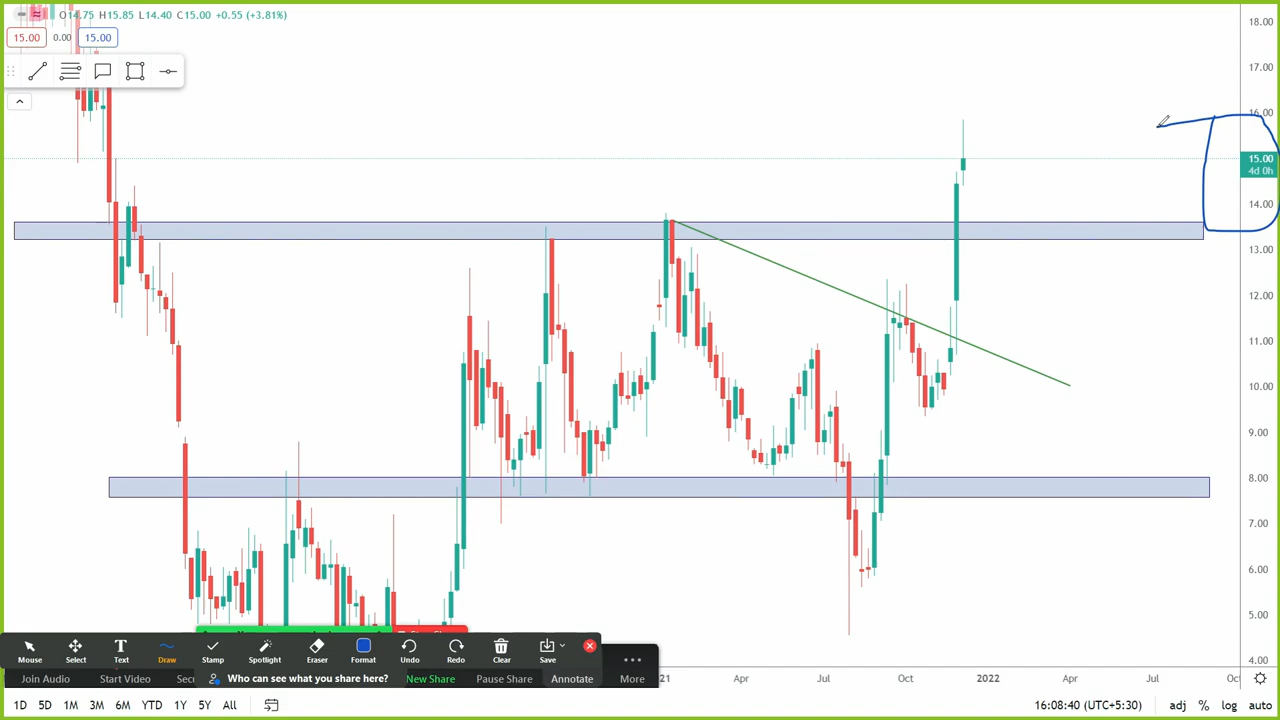 O14.75 H15.85 L14.40 C15.00 +0.55 (+3.81%)
15.00 0.00 15.00
18.00
17.00
16.00
15.00
4d 0h
14.00
13.00
12.00
11.00
10.00
9.00
8.00
7.00
6.00
5.00
4.00
21 Apr Jul Oct 2022 Apr Jul Oct
Mouse Select Text Draw Stamp Spotlight Eraser Format Undo Redo Clear Save More
Join Audio Start Video Secu Who can see what you share here? New Share Pause Share Annotate
1D 5D 1M 3M 6M YTD 1Y 5Y All 16:08:40 (UTC+5:30) adj % log auto